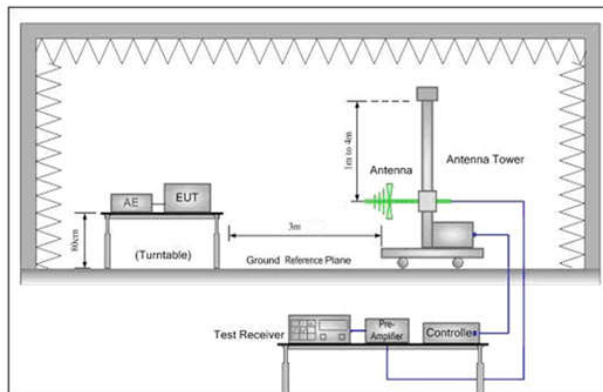 1m to 4m
Antenna
Antenna Tower
AE
EUT
80cm
(Turntable)
3m
Ground Reference Plane
Test Receiver
Pre-
Amplifier
Controller